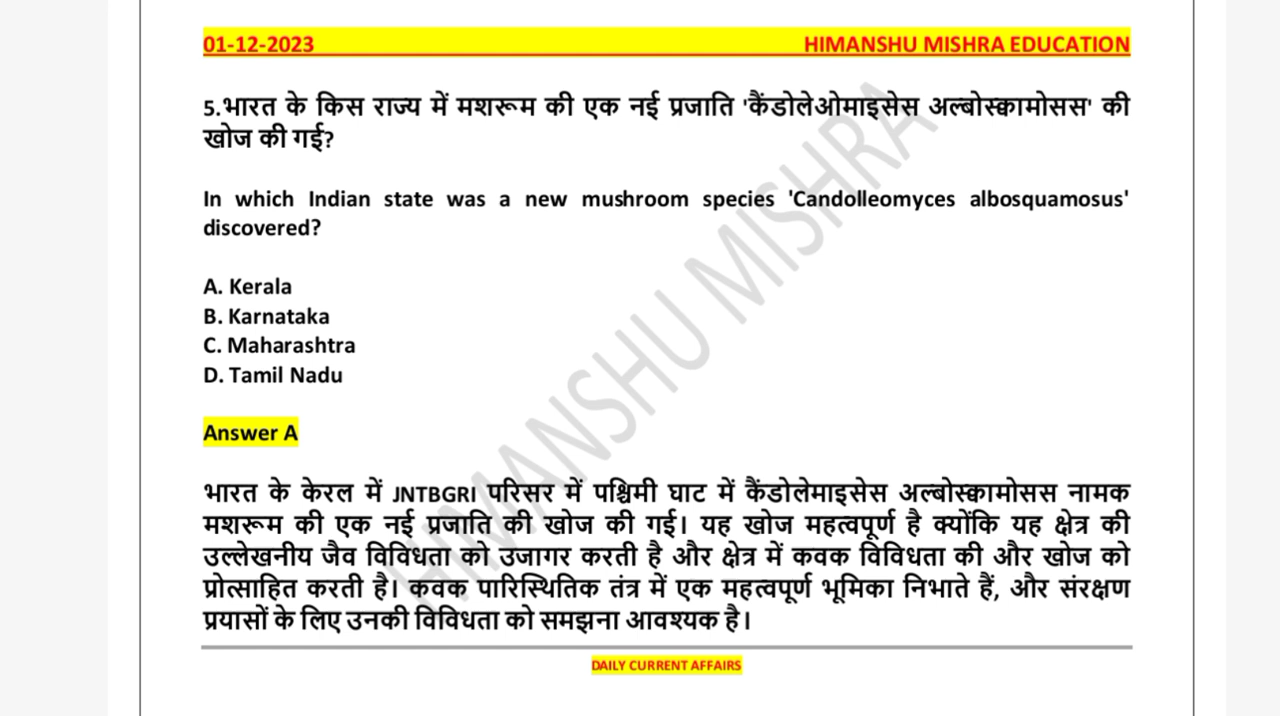 01-12-2023 HIMANSHU MISHRA EDUCATION
5.भारत के किस राज्य में मशरूम की एक नई प्रजाति 'कैंडोलेओमाइसेस अल्बोस्क्वामोसस' की
खोज की गई?
In which Indian state was a new mushroom species 'Candolleomyces albosquamosus'
discovered?
A. Kerala
B. Karnataka
C. Maharashtra
D. Tamil Nadu
Answer A
भारत के केरल में JNTBGRI परिसर में पश्चिमी घाट में कैंडोलेमाइसेस अल्बोस्क्वामोसस नामक
मशरूम की एक नई प्रजाति की खोज की गई। यह खोज महत्वपूर्ण है क्योंकि यह क्षेत्र की
उल्लेखनीय जैव विविधता को उजागर करती है और क्षेत्र में कवक विविधता की और खोज को
प्रोत्साहित करती है। कवक पारिस्थितिक तंत्र में एक महत्वपूर्ण भूमिका निभाते हैं, और संरक्षण
प्रयासों के लिए उनकी विविधता को समझना आवश्यक है।
DAILY CURRENT AFFAIRS
HIMANSHU MISHRA